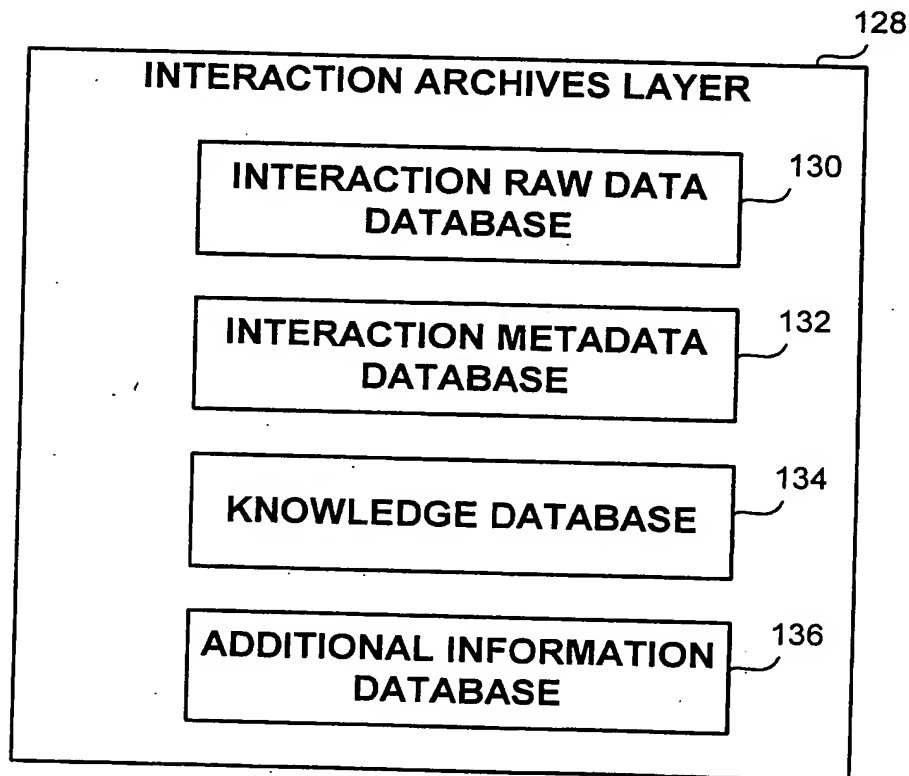 128
INTERACTION ARCHIVES LAYER
INTERACTION RAW DATA
DATABASE
130
INTERACTION METADATA
DATABASE
132
KNOWLEDGE DATABASE
134
ADDITIONAL INFORMATION
DATABASE
136